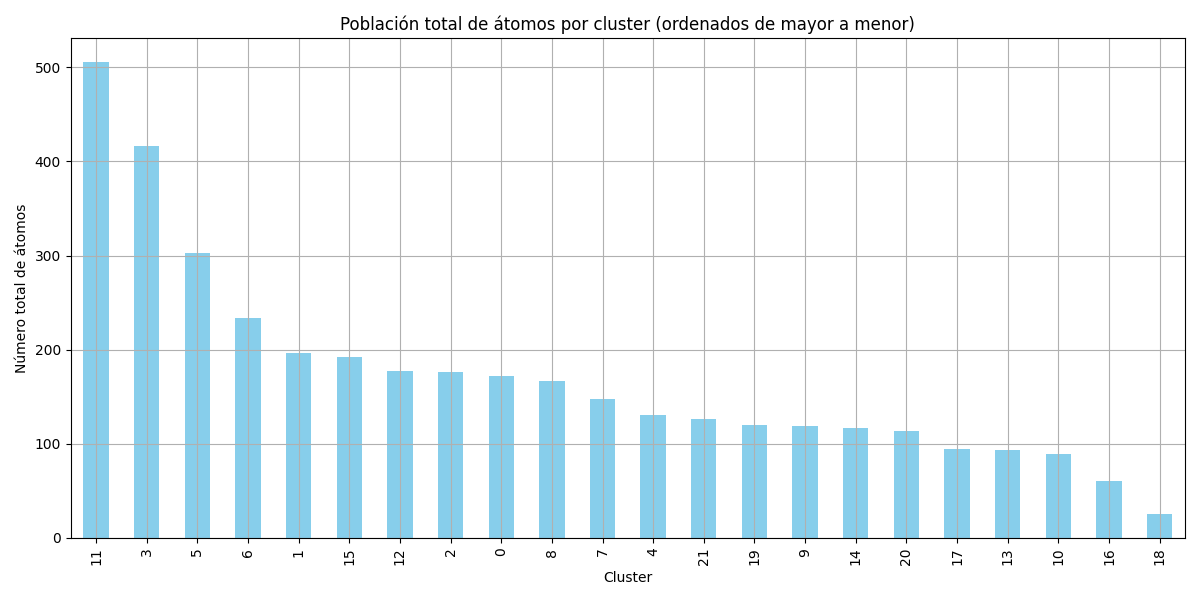 Población total de átomos por cluster (ordenados de mayor a menor)
Número total de átomos
500
400
300
200
100
0
11 3 5 6 1 15 12 2 0 8 7 4 21 19 9 14 20 17 13 10 16 18
Cluster